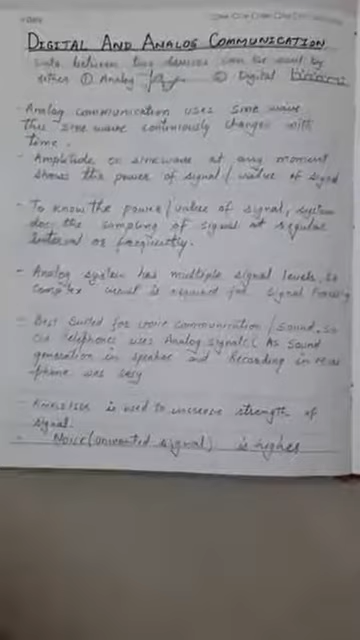 DIGITAL AND ANALOG COMMUNICATION
Data between two devices can be sent by
either ① Analog ② Digital
- Analog communication uses sine wave
this sine wave continuously changes with
time.
- Amplitude of sinewave at any moment
shows the power of signal / value of signal
- To know the power/value of signal, system
does the sampling of signal at regular
interval or frequently.
- Analog system has multiple signal levels, so
complex circuit is required for signal
- Best suited for voice communication / sound, so
old telephones uses Analog signals ( As sound
generation in speaker and Recording in
phone was easy
Amplifier is used to increase strength of
signal.
- Noise (unwanted signal) is higher